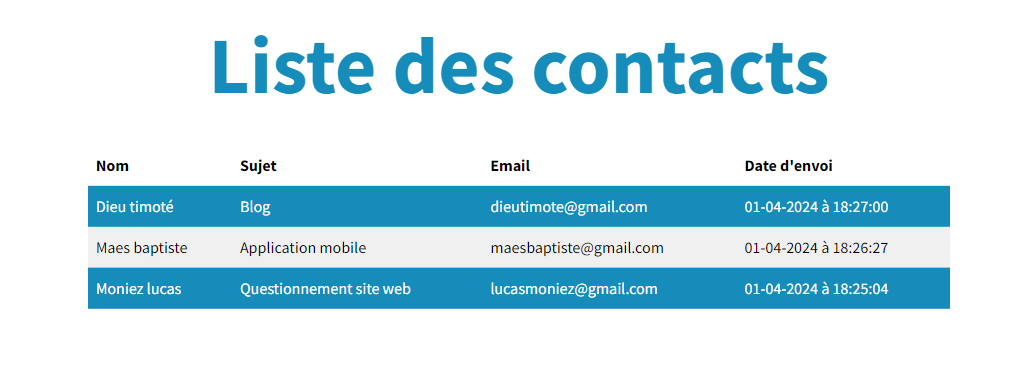 Liste des contacts
Nom Sujet Email Date d'envoi
Dieu timoté Blog dieutimote@gmail.com 01-04-2024 à 18:27:00
Maes baptiste Application mobile maesbaptiste@gmail.com 01-04-2024 à 18:26:27
Moniez lucas Questionnement site web lucasmoniez@gmail.com 01-04-2024 à 18:25:04